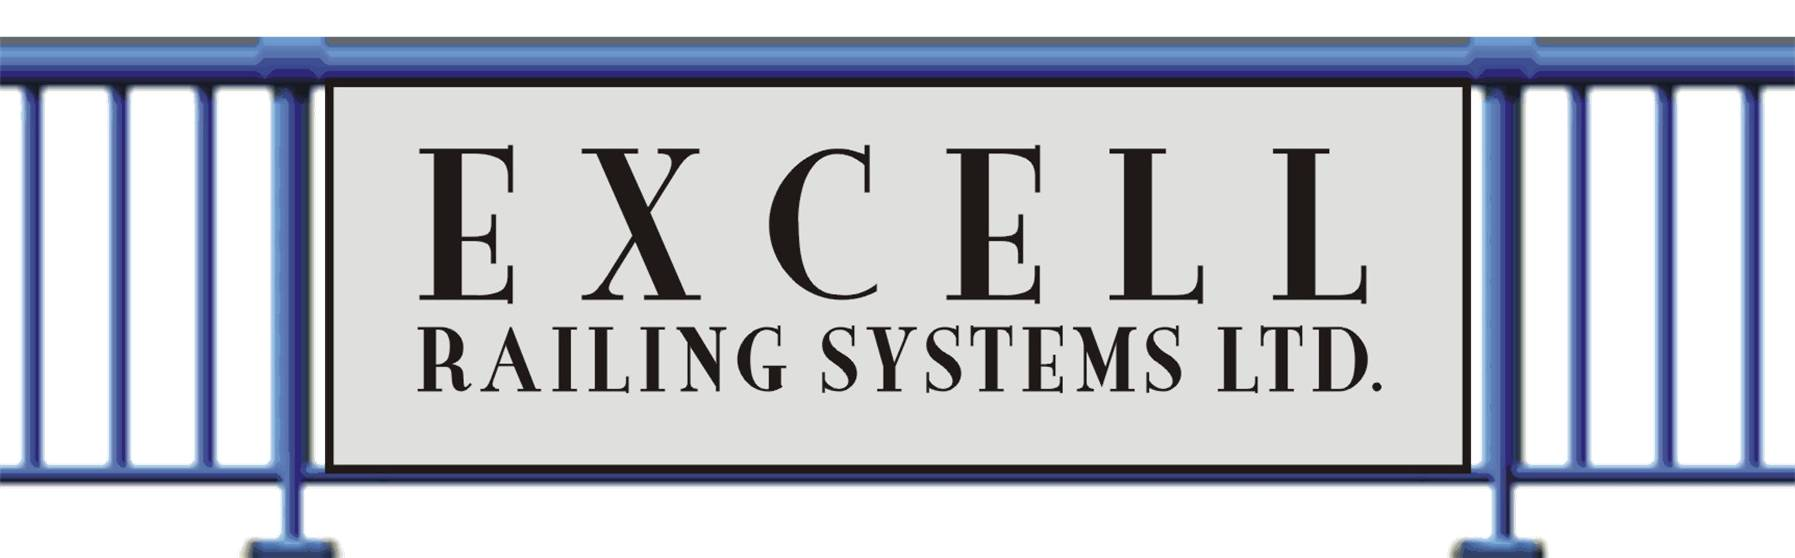 EXCELL
RAILING SYSTEMS LTD.